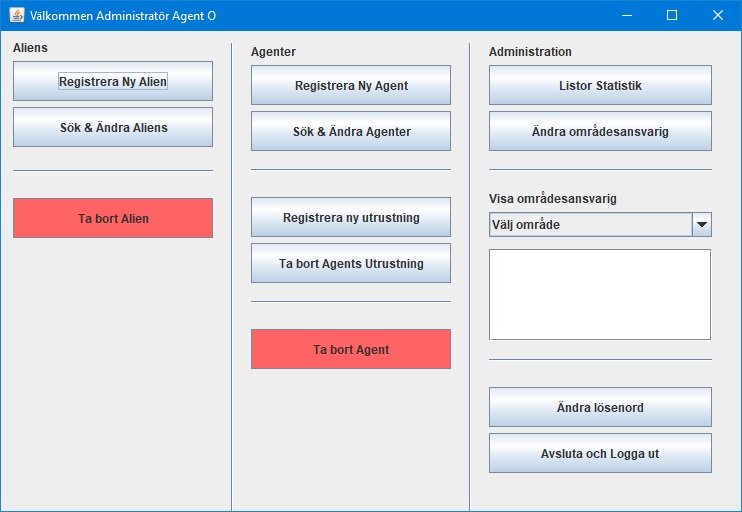 Välkommen Administratör Agent O
Aliens
Registrera Ny Alien
Sök & Ändra Aliens
Ta bort Alien
Agenter
Registrera Ny Agent
Sök & Ändra Agenter
Registrera ny utrustning
Ta bort Agents Utrustning
Ta bort Agent
Administration
Listor Statistik
Ändra områdesansvarig
Visa områdesansvarig
Välj område
Ändra lösenord
Avsluta och Logga ut